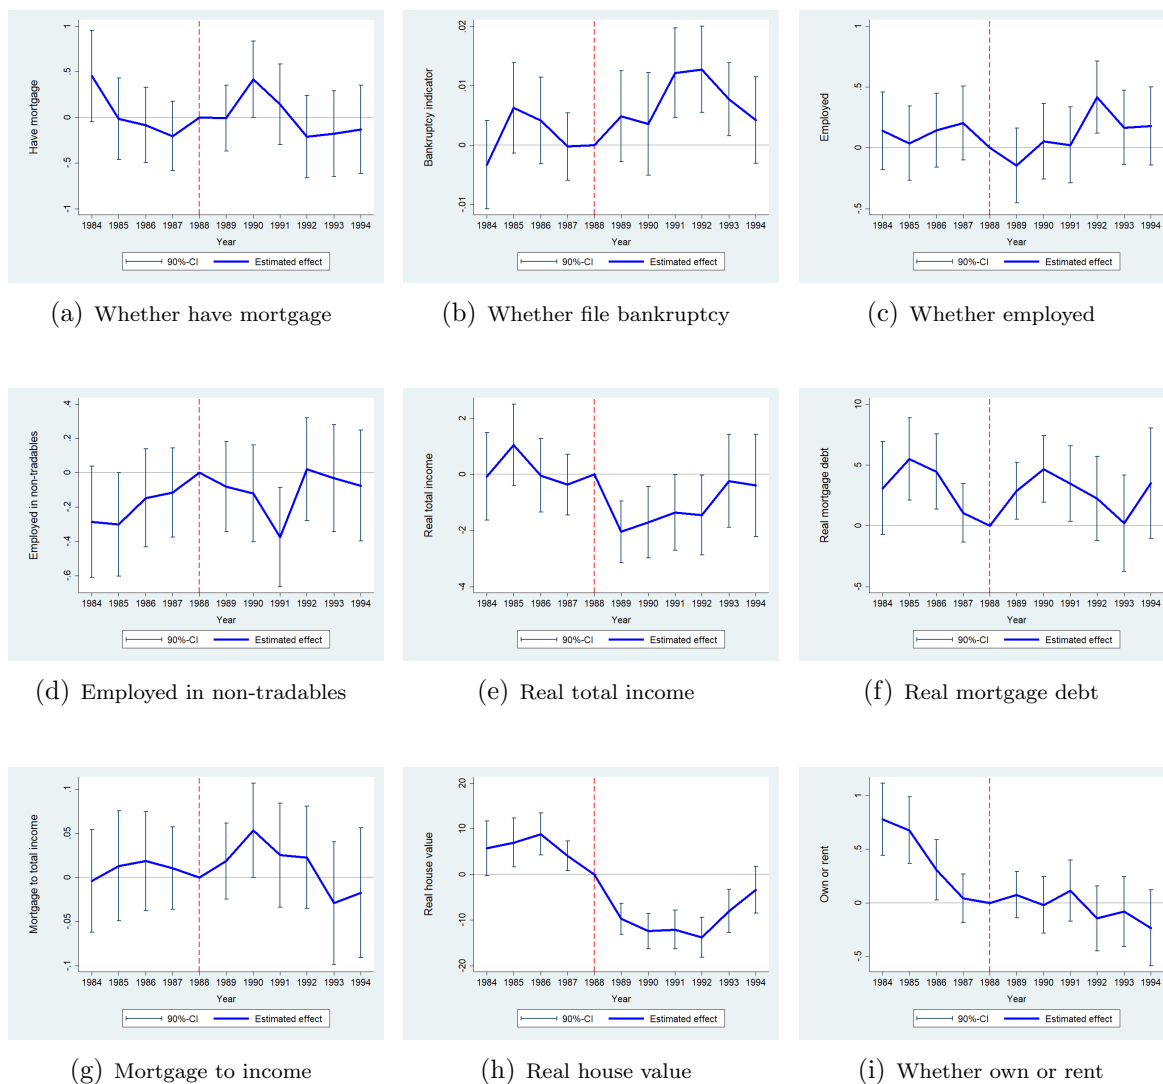 Have mortgage
1
.5
0
-.5
-1
1984 1985 1986 1987 1988 1989 1990 1991 1992 1993 1994
Year
90%-CI Estimated effect
(a) Whether have mortgage
Bankruptcy indicator
.02
.01
0
-.01
1984 1985 1986 1987 1988 1989 1990 1991 1992 1993 1994
Year
90%-CI Estimated effect
(b) Whether file bankruptcy
Employed
1
.5
0
-.5
1984 1985 1986 1987 1988 1989 1990 1991 1992 1993 1994
Year
90%-CI Estimated effect
(c) Whether employed
Employed in non-tradables
.4
.2
0
-.2
-.4
-.6
1984 1985 1986 1987 1988 1989 1990 1991 1992 1993 1994
Year
90%-CI Estimated effect
(d) Employed in non-tradables
Real total income
2
0
-2
-4
1984 1985 1986 1987 1988 1989 1990 1991 1992 1993 1994
Year
90%-CI Estimated effect
(e) Real total income
Real mortgage debt
10
5
0
-5
1984 1985 1986 1987 1988 1989 1990 1991 1992 1993 1994
Year
90%-CI Estimated effect
(f) Real mortgage debt
Mortgage to total income
.1
.05
0
-.05
-.1
1984 1985 1986 1987 1988 1989 1990 1991 1992 1993 1994
Year
90%-CI Estimated effect
(g) Mortgage to income
Real house value
20
10
0
-10
-20
1984 1985 1986 1987 1988 1989 1990 1991 1992 1993 1994
Year
90%-CI Estimated effect
(h) Real house value
Own or rent
1
.5
0
-.5
1984 1985 1986 1987 1988 1989 1990 1991 1992 1993 1994
Year
90%-CI Estimated effect
(i) Whether own or rent